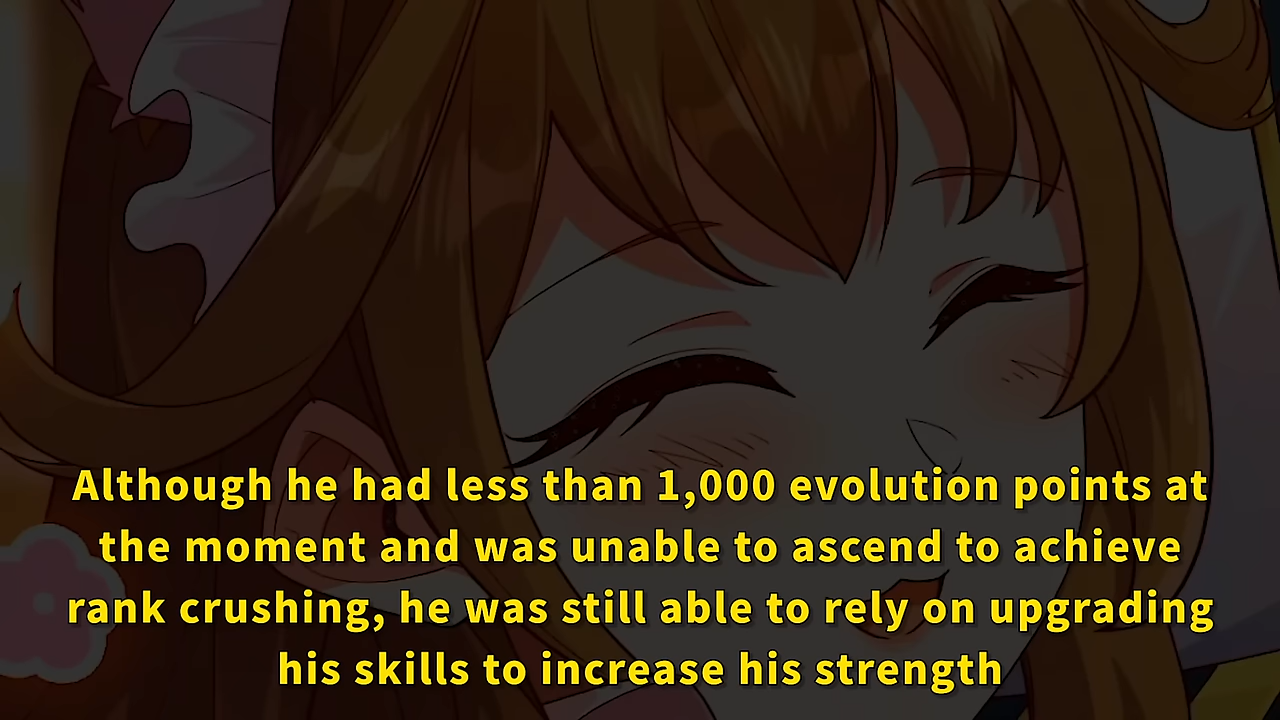 Although he had less than 1,000 evolution points at
the moment and was unable to ascend to achieve
rank crushing, he was still able to rely on upgrading
his skills to increase his strength